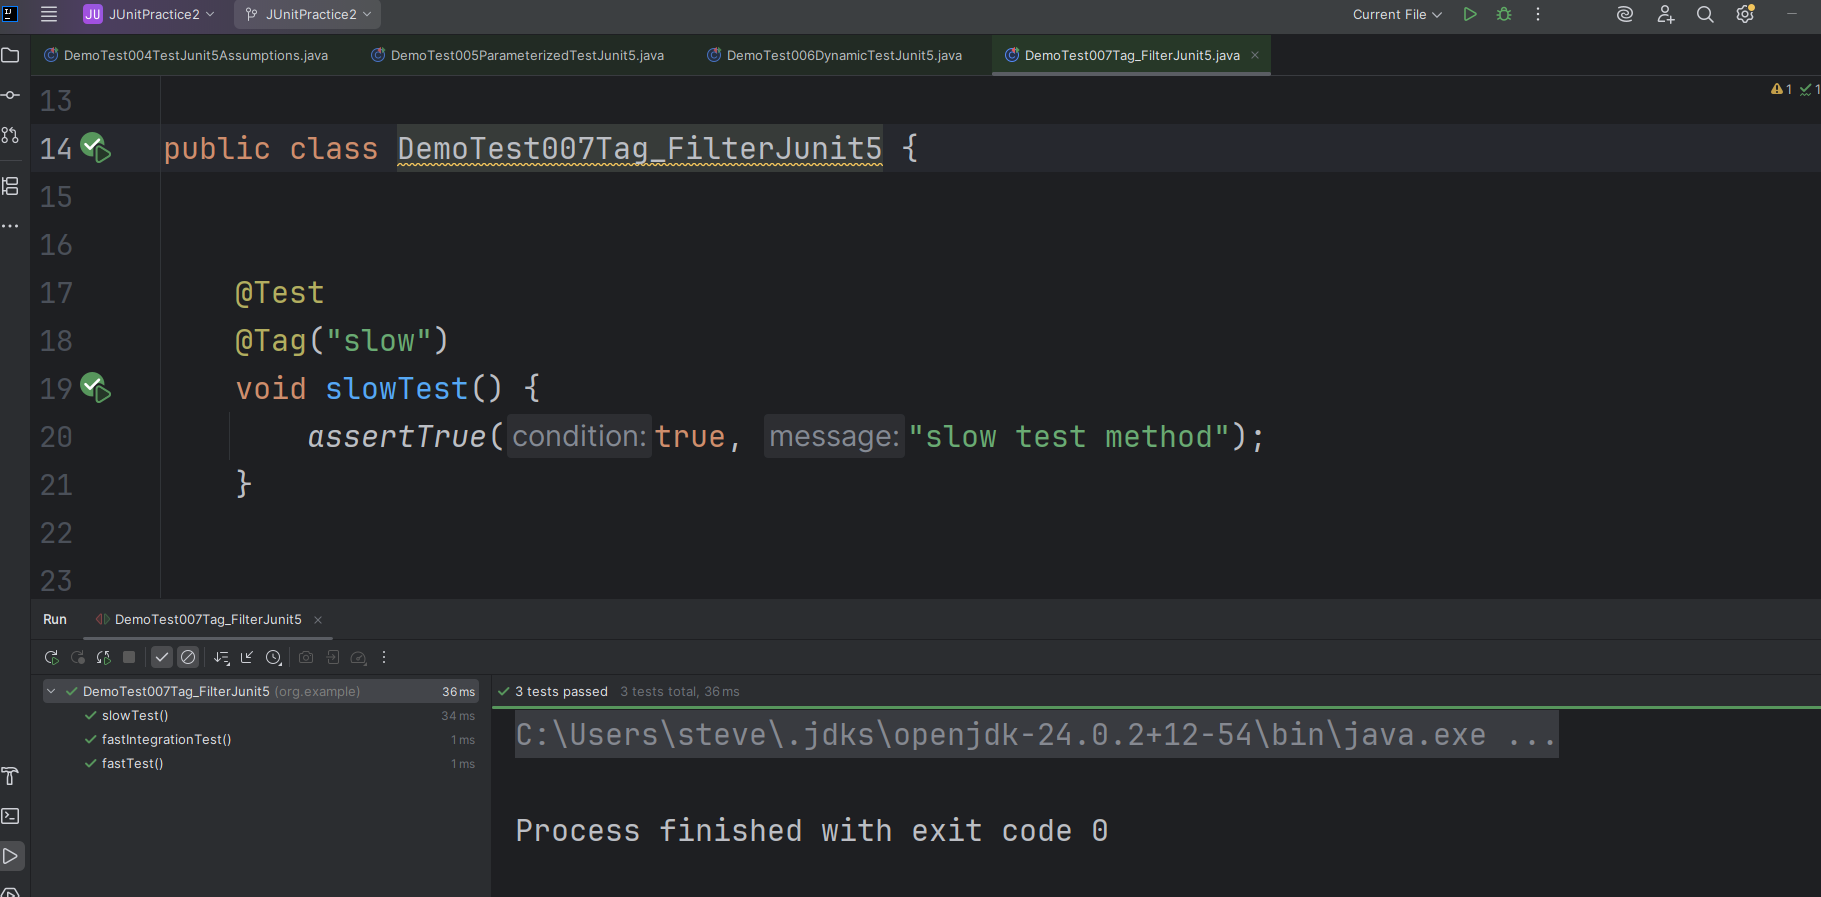 JU JUnitPractice2 JUnitPractice2 Current File
DemoTest004TestJunit5Assumptions.java DemoTest005ParameterizedTestJunit5.java DemoTest006DynamicTestJunit5.java DemoTest007Tag_FilterJunit5.java
1 1
13
14 public class DemoTest007Tag_FilterJunit5 {
15
16
17 @Test
18 @Tag("slow")
19 void slowTest() {
20 assertTrue( condition: true, message: "slow test method");
21 }
22
23
Run DemoTest007Tag_FilterJunit5
DemoTest007Tag_FilterJunit5 (org.example) 36 ms
slowTest() 34 ms
fastIntegrationTest() 1 ms
fastTest() 1 ms
3 tests passed 3 tests total, 36 ms
C:\Users\steve\.jdks\openjdk-24.0.2+12-54\bin\java.exe ...
Process finished with exit code 0